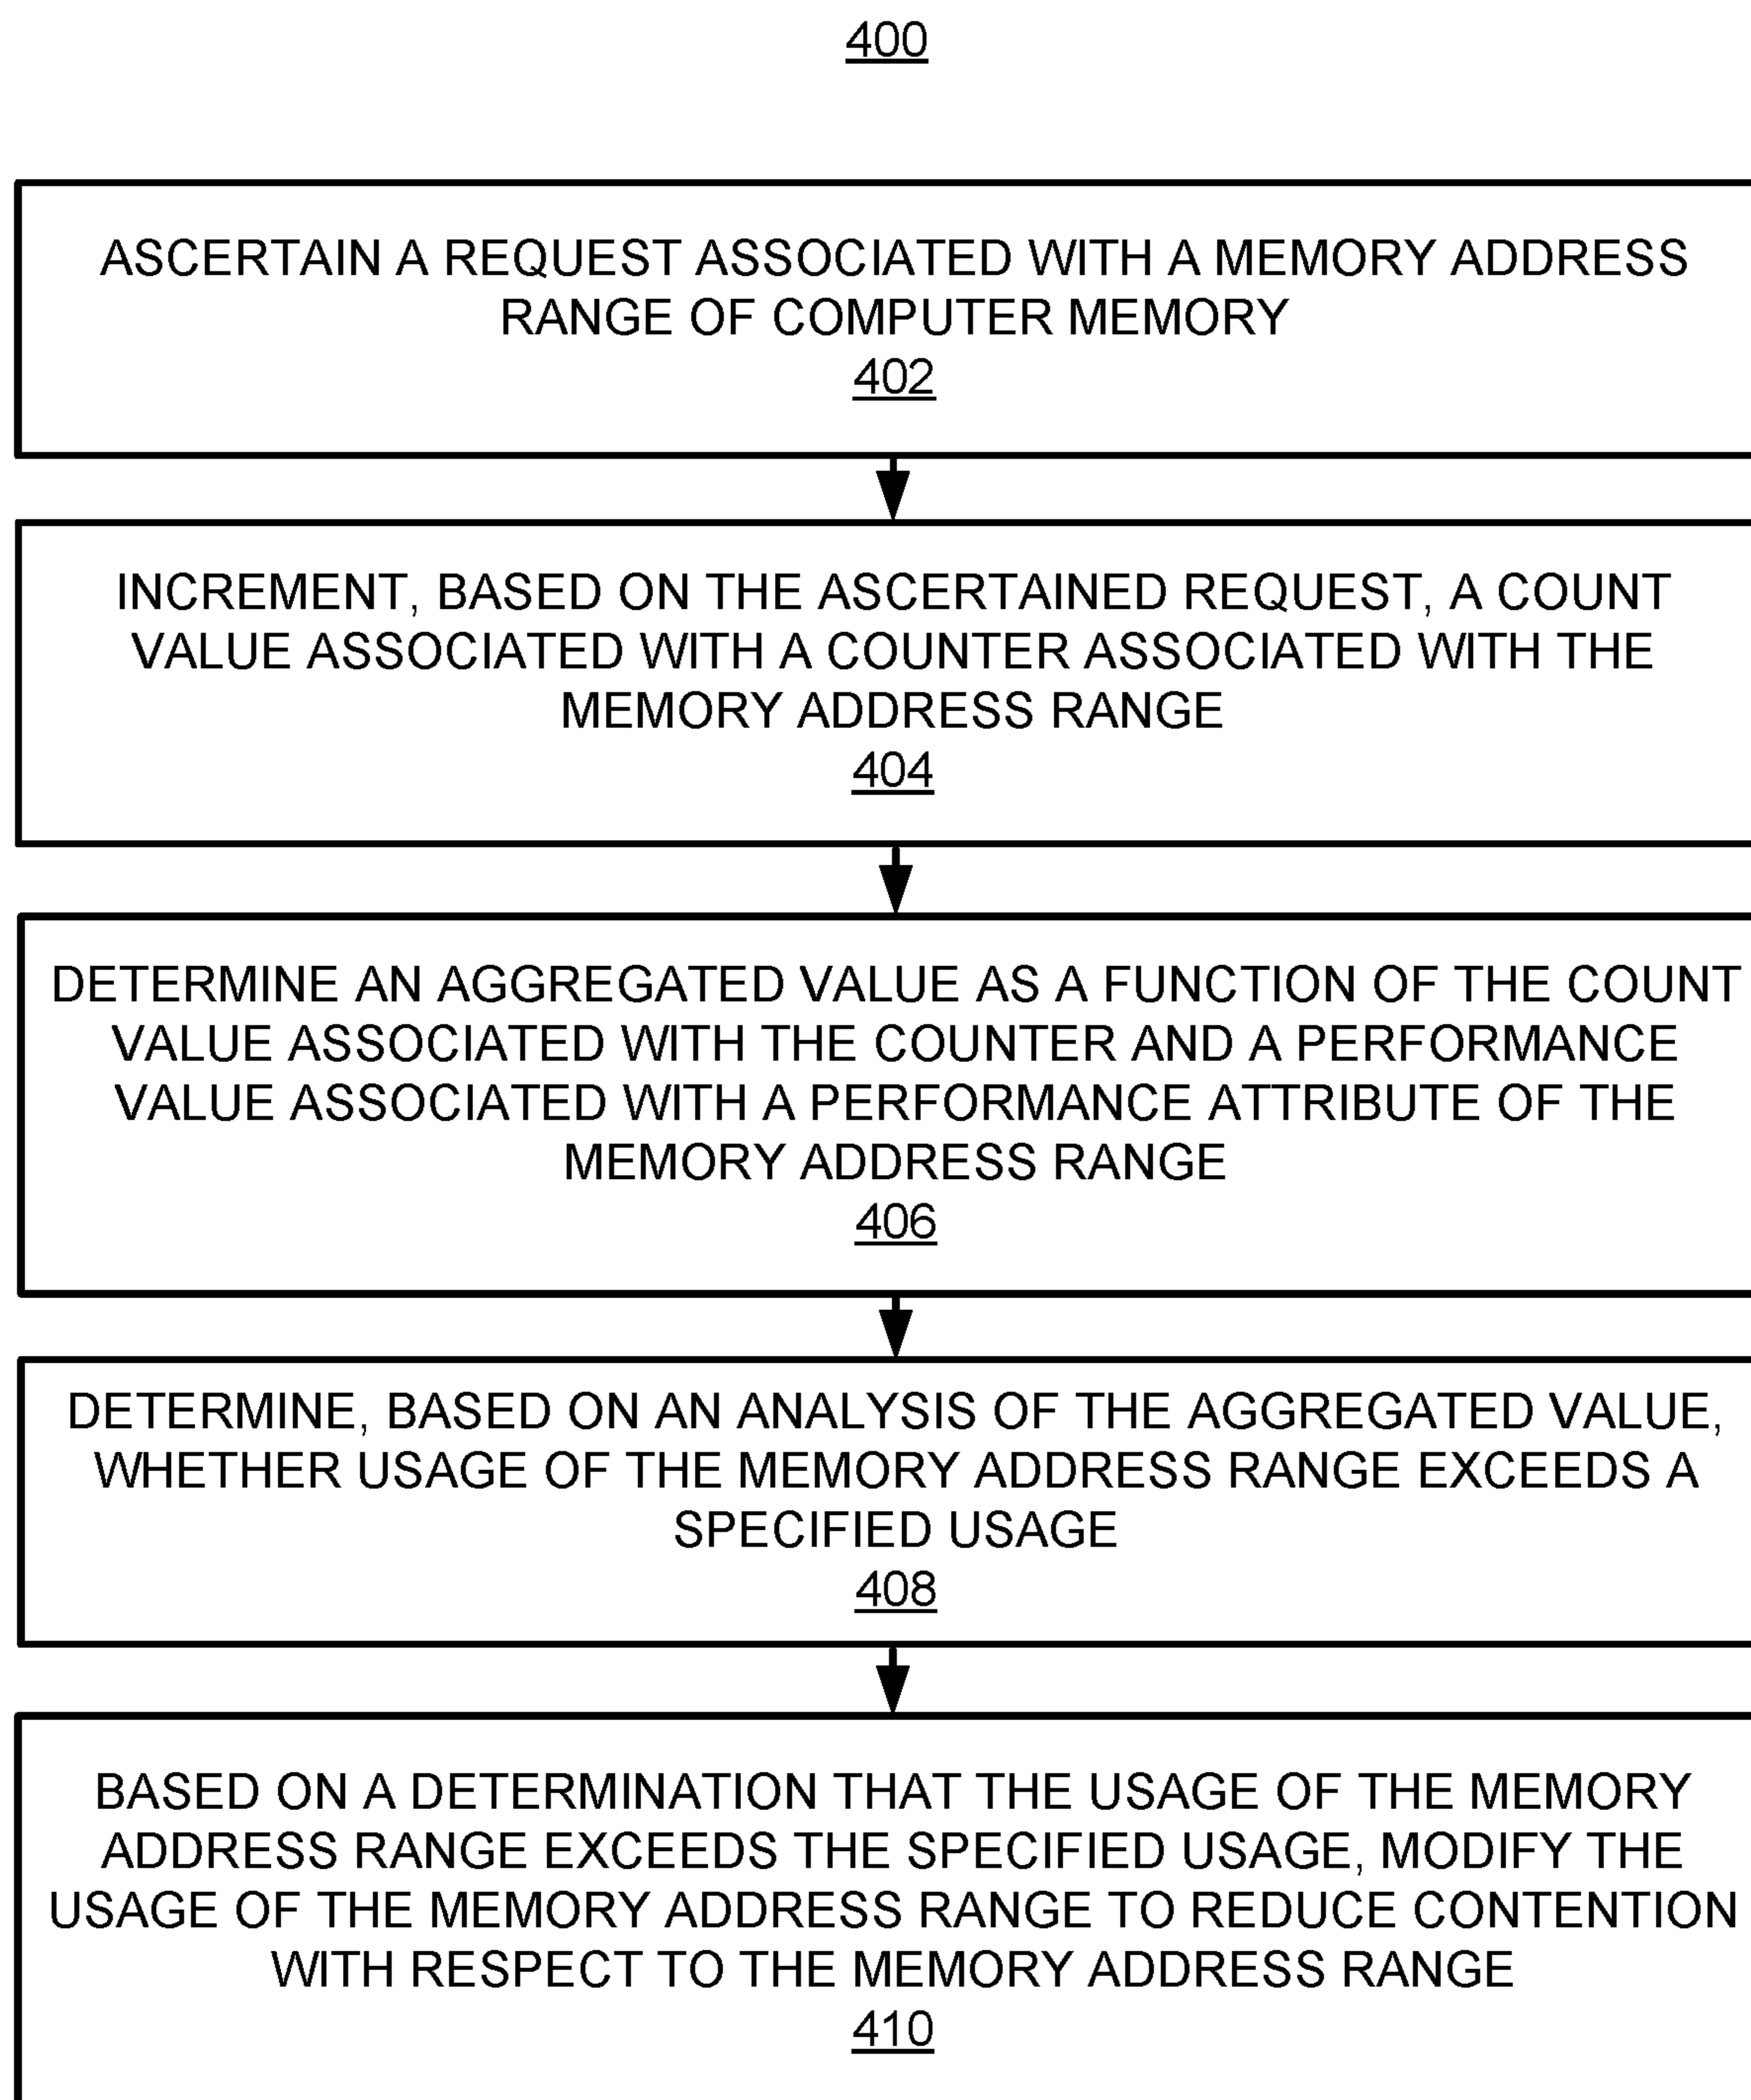 400
ASCERTAIN A REQUEST ASSOCIATED WITH A MEMORY ADDRESS
RANGE OF COMPUTER MEMORY
402
INCREMENT, BASED ON THE ASCERTAINED REQUEST, A COUNT
VALUE ASSOCIATED WITH A COUNTER ASSOCIATED WITH THE
MEMORY ADDRESS RANGE
404
DETERMINE AN AGGREGATED VALUE AS A FUNCTION OF THE COUNT
VALUE ASSOCIATED WITH THE COUNTER AND A PERFORMANCE
VALUE ASSOCIATED WITH A PERFORMANCE ATTRIBUTE OF THE
MEMORY ADDRESS RANGE
406
DETERMINE, BASED ON AN ANALYSIS OF THE AGGREGATED VALUE,
WHETHER USAGE OF THE MEMORY ADDRESS RANGE EXCEEDS A
SPECIFIED USAGE
408
BASED ON A DETERMINATION THAT THE USAGE OF THE MEMORY
ADDRESS RANGE EXCEEDS THE SPECIFIED USAGE, MODIFY THE
USAGE OF THE MEMORY ADDRESS RANGE TO REDUCE CONTENTION
WITH RESPECT TO THE MEMORY ADDRESS RANGE
410